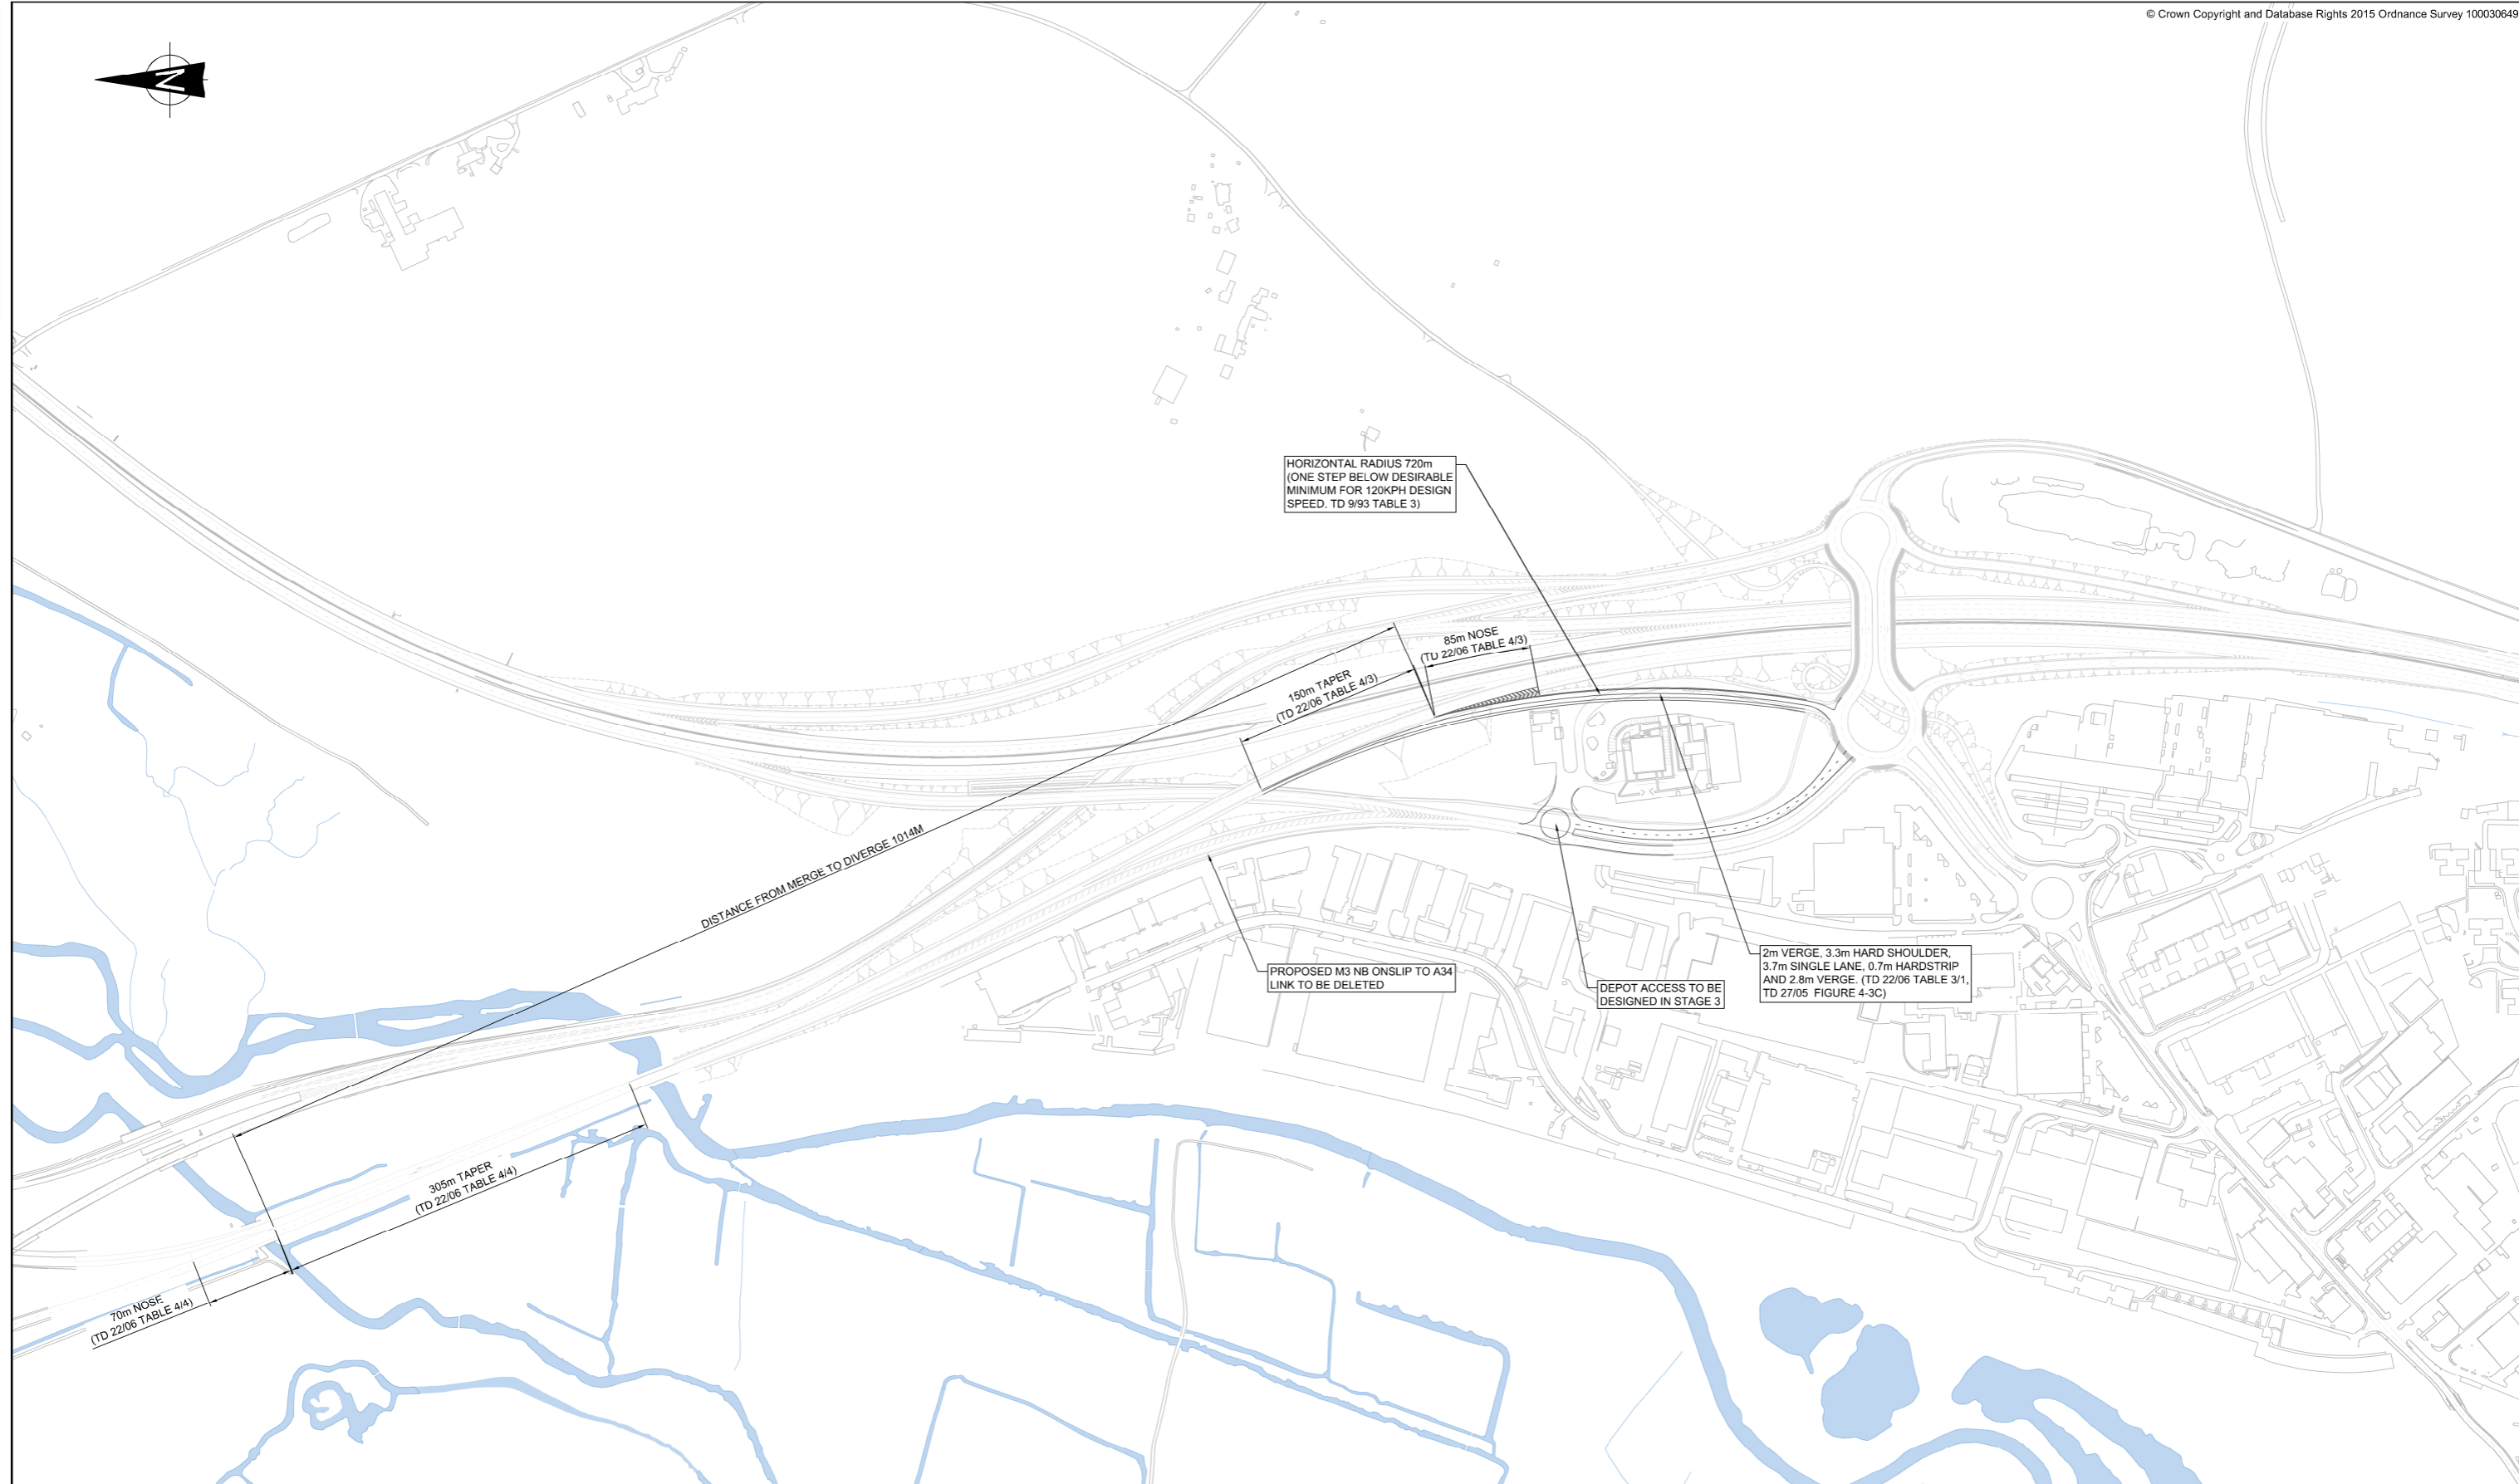 © Crown Copyright and Database Rights 2015 Ordnance Survey 100030649
N
HORIZONTAL RADIUS 720m
(ONE STEP BELOW DESIRABLE
MINIMUM FOR 120KPH DESIGN
SPEED. TD 9/93 TABLE 3)
85m NOSE
(TD 22/06 TABLE 4/3)
150m TAPER
(TD 22/06 TABLE 4/3)
DISTANCE FROM MERGE TO DIVERGE 1014M
PROPOSED M3 NB ONSLIP TO A34
LINK TO BE DELETED
DEPOT ACCESS TO BE
DESIGNED IN STAGE 3
2m VERGE, 3.3m HARD SHOULDER,
3.7m SINGLE LANE, 0.7m HARDSTRIP
AND 2.8m VERGE. (TD 22/06 TABLE 3/1,
TD 27/05 FIGURE 4-3C)
305m TAPER
(TD 22/06 TABLE 4/4)
70m NOSE
(TD 22/06 TABLE 4/4)